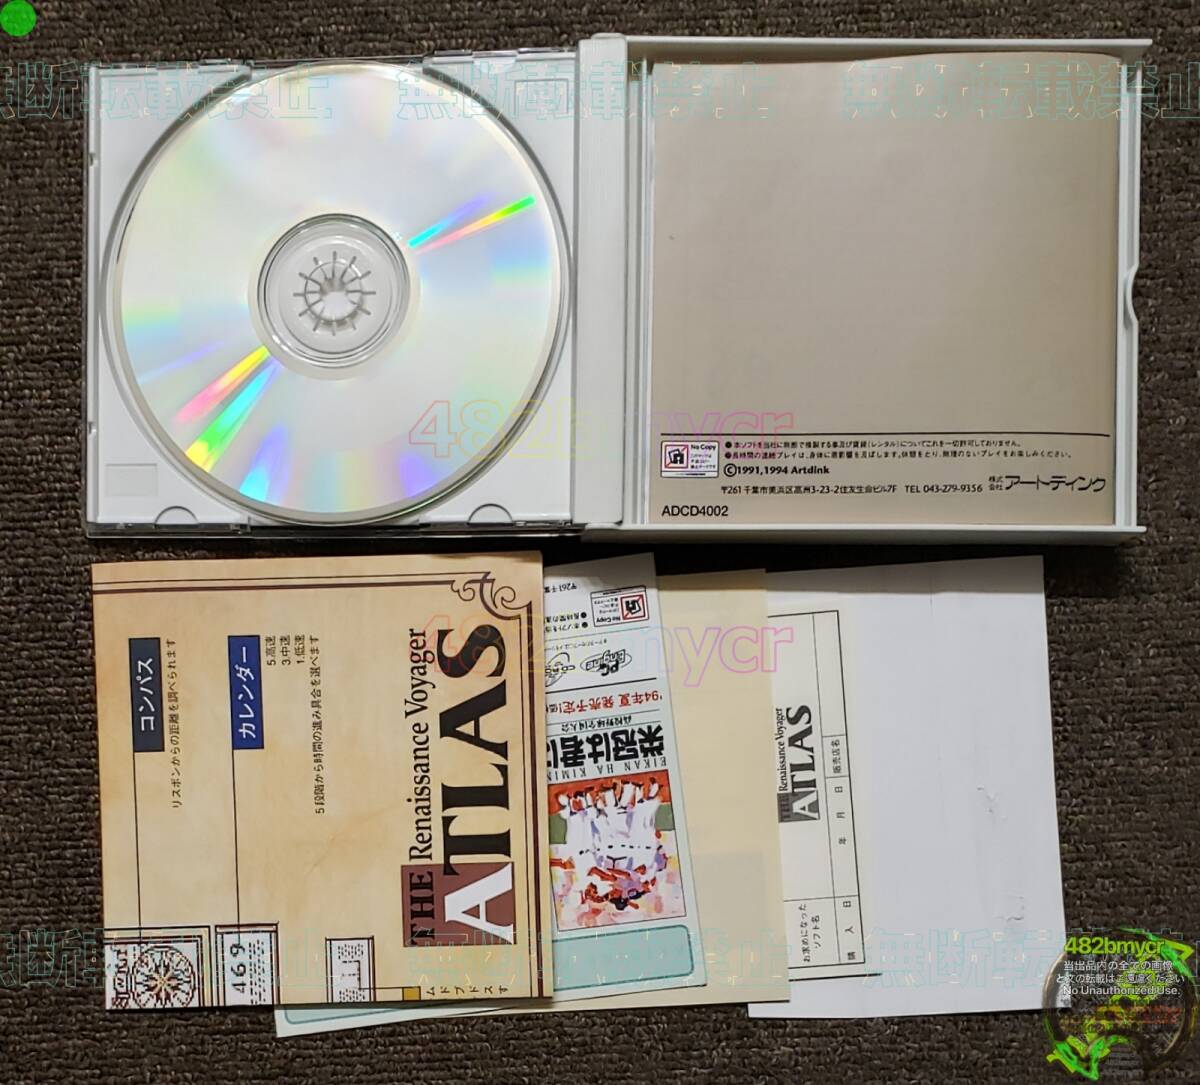 無断転載禁止 無断転載禁止 無断転載禁止
482bmycr
No Copy
●本ソフトを当社に無断で複製する事及び賃貸(レンタル)についてこれを一切許可しておりません。
●長時間の連続プレイは、身体に悪影響を及ぼします。休憩をとり、無理のないプレイをお楽しみください。
©1991,1994 Artdink
〒261 千葉市美浜区高洲3-23-2住友生命ビル7F TEL 043-279-9356 株式会社 アートディンク
ADCD4002
コンパス
リスボンからの距離を調べられます
カレンダー
5.高速
3.中速
1.低速
5段階から時間の進み具合を選べます
THE Renaissance Voyager
ATLAS
469
〒261 千葉
No Copy
PC Engine
'94年 夏 発売予定!
栄冠は君に
EIKAN HA KIMIN
482bmycr
THE Renaissance Voyager
ATLAS
お求めになった
ソフト名
購入日
年 月 日
販売店名
無断転載禁止 無断転載禁止 無断転
482bmycr
当出品内の全ての画像
と文の転載はご遠慮ください
No Unauthorized Use.